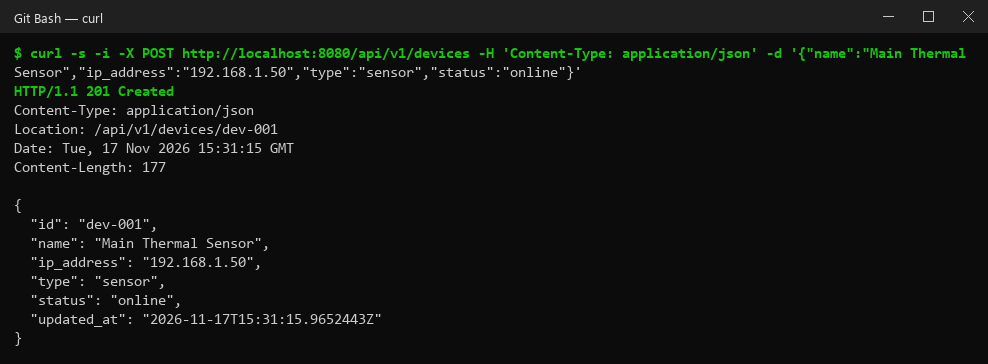 Git Bash — curl
$ curl -s -i -X POST http://localhost:8080/api/v1/devices -H 'Content-Type: application/json' -d '{"name":"Main Thermal
Sensor","ip_address":"192.168.1.50","type":"sensor","status":"online"}'
HTTP/1.1 201 Created
Content-Type: application/json
Location: /api/v1/devices/dev-001
Date: Tue, 17 Nov 2026 15:31:15 GMT
Content-Length: 177

{
  "id": "dev-001",
  "name": "Main Thermal Sensor",
  "ip_address": "192.168.1.50",
  "type": "sensor",
  "status": "online",
  "updated_at": "2026-11-17T15:31:15.9652443Z"
}